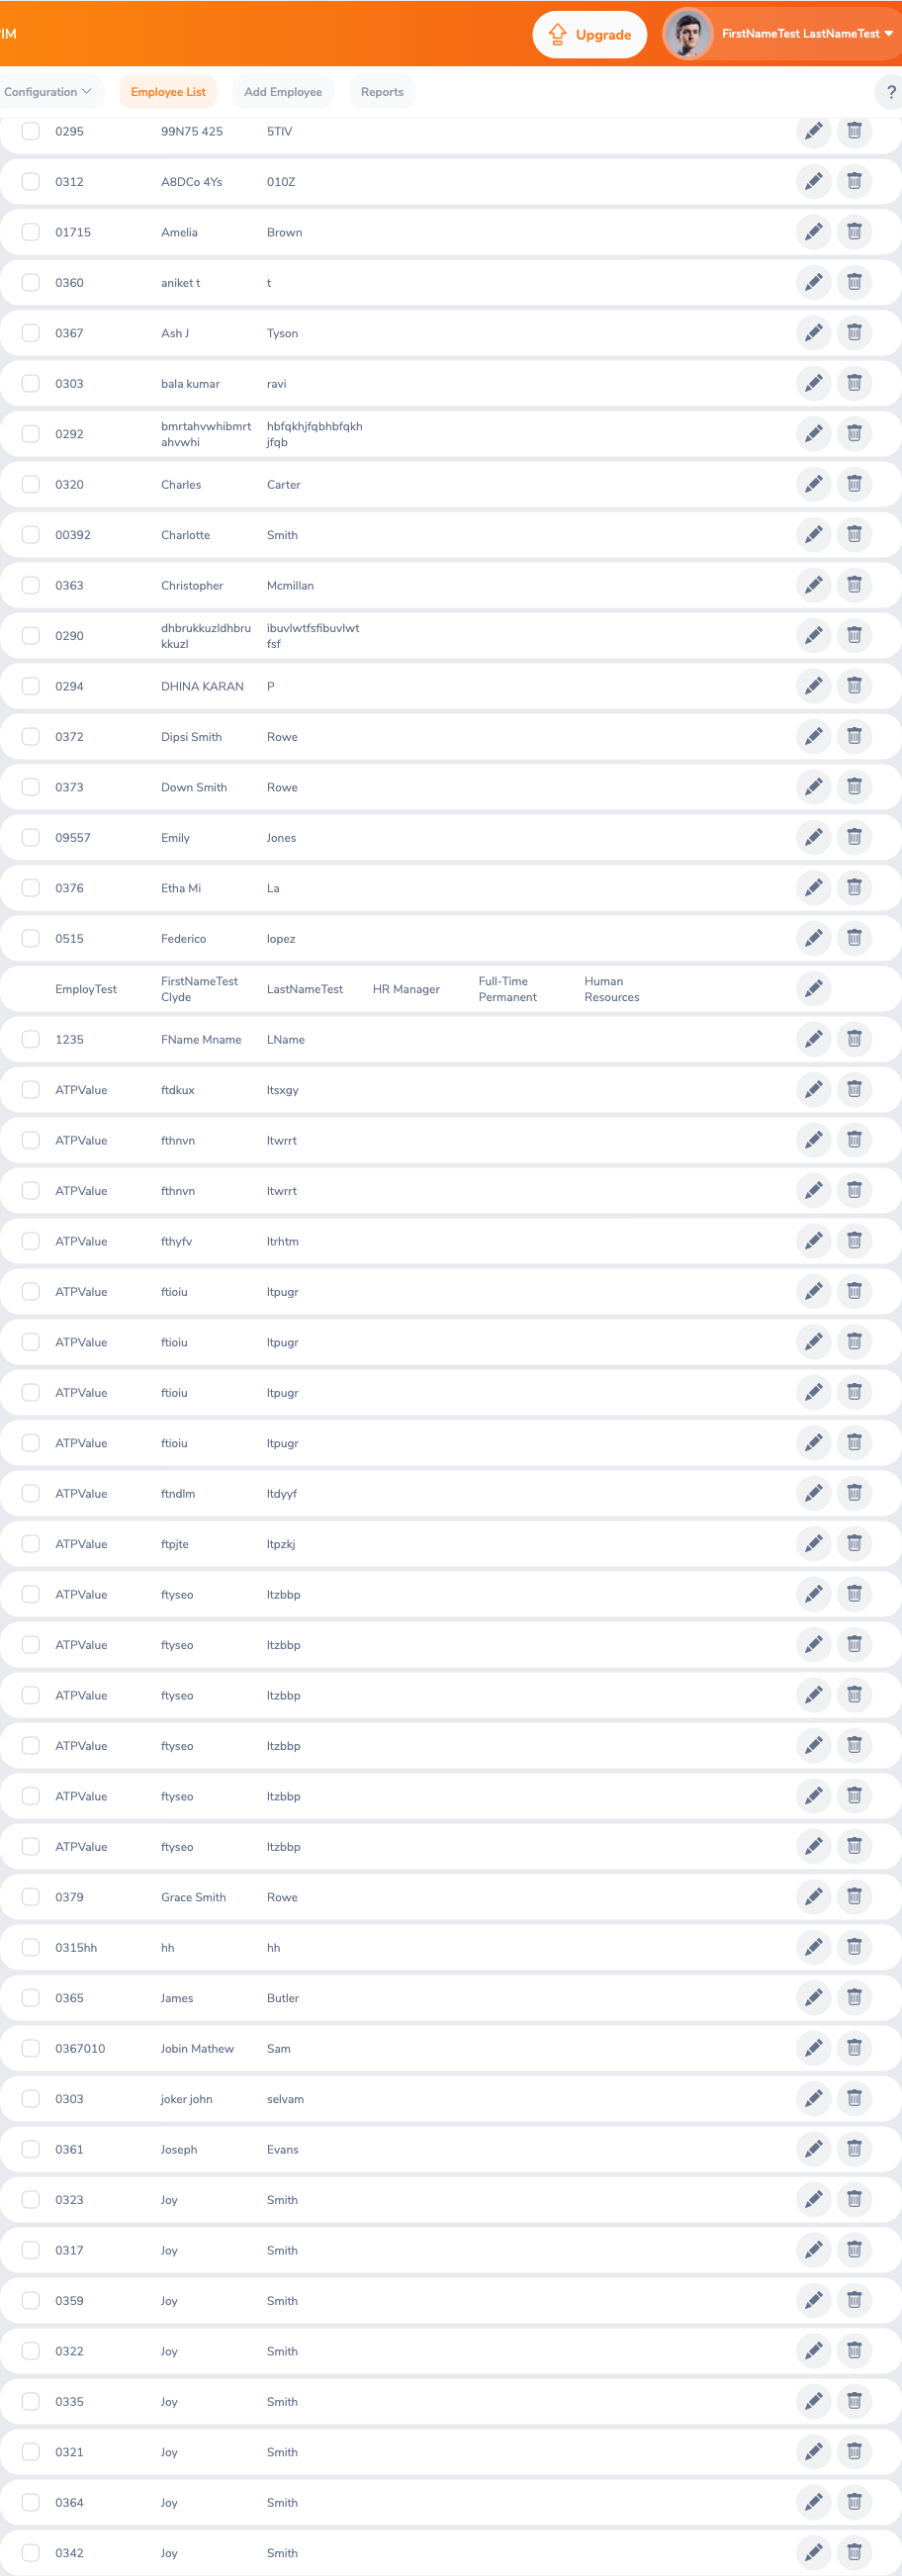 IM
Upgrade
FirstNameTest LastNameTest
Configuration
Employee List
Add Employee
Reports
?
0295 99N75 425 5TIV
0312 A8DCo 4Ys 010Z
01715 Amelia Brown
0360 aniket t t
0367 Ash J Tyson
0303 bala kumar ravi
0292 bmrtahvwhibmrt hbfqkhjfqbhbfqkh
ahvwhi jfqb
0320 Charles Carter
00392 Charlotte Smith
0363 Christopher Mcmillan
0290 dhbrukkuzldhbru ibuvlwtfsfibuvlwt
kkuzl fsf
0294 DHINA KARAN P
0372 Dipsi Smith Rowe
0373 Down Smith Rowe
09557 Emily Jones
0376 Etha Mi La
0515 Federico lopez
EmployTest FirstNameTest LastNameTest HR Manager Full-Time Human
Clyde Permanent Resources
1235 FName Mname LName
ATPValue ftdkux ltsxgy
ATPValue fthnvn ltwrrt
ATPValue fthnvn ltwrrt
ATPValue fthyfv ltrhtm
ATPValue ftioiu ltpugr
ATPValue ftioiu ltpugr
ATPValue ftioiu ltpugr
ATPValue ftioiu ltpugr
ATPValue ftndlm ltdyyf
ATPValue ftpjte ltpzkj
ATPValue ftyseo ltzbbp
ATPValue ftyseo ltzbbp
ATPValue ftyseo ltzbbp
ATPValue ftyseo ltzbbp
ATPValue ftyseo ltzbbp
ATPValue ftyseo ltzbbp
0379 Grace Smith Rowe
0315hh hh hh
0365 James Butler
0367010 Jobin Mathew Sam
0303 joker john selvam
0361 Joseph Evans
0323 Joy Smith
0317 Joy Smith
0359 Joy Smith
0322 Joy Smith
0335 Joy Smith
0321 Joy Smith
0364 Joy Smith
0342 Joy Smith